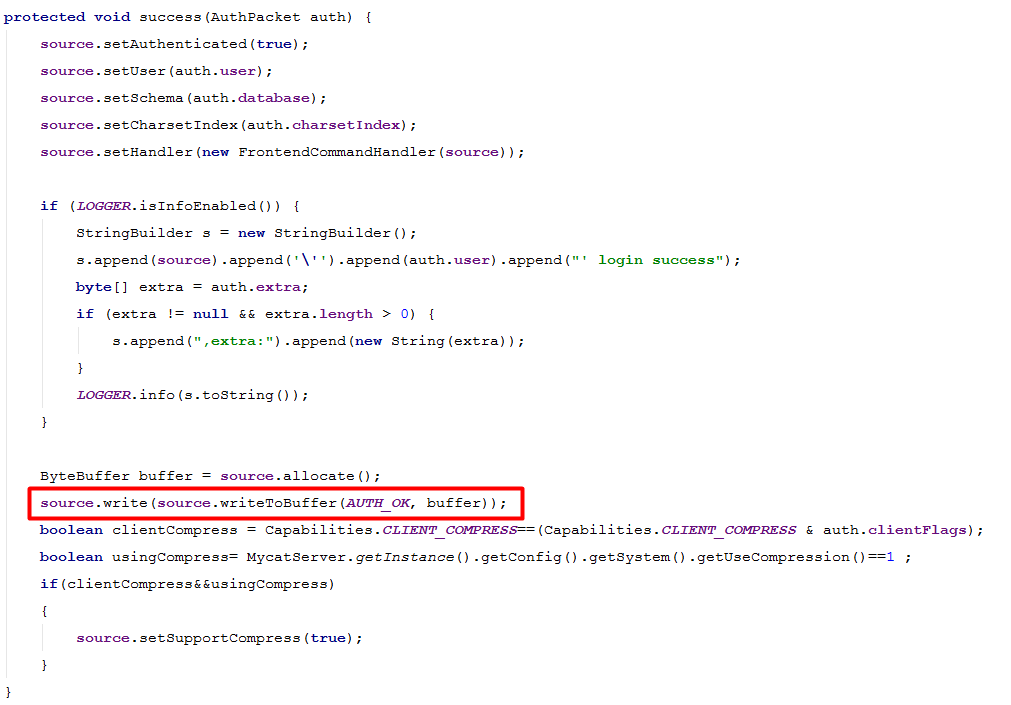 protected void success(AuthPacket auth) {
    source.setAuthenticated(true);
    source.setUser(auth.user);
    source.setSchema(auth.database);
    source.setCharsetIndex(auth.charsetIndex);
    source.setHandler(new FrontendCommandHandler(source));

    if (LOGGER.isInfoEnabled()) {
        StringBuilder s = new StringBuilder();
        s.append(source).append('\'').append(auth.user).append("' login success");
        byte[] extra = auth.extra;
        if (extra != null && extra.length > 0) {
            s.append(",extra:").append(new String(extra));
        }
        LOGGER.info(s.toString());
    }

    ByteBuffer buffer = source.allocate();
    source.write(source.writeToBuffer(AUTH_OK, buffer));
    boolean clientCompress = Capabilities.CLIENT_COMPRESS==(Capabilities.CLIENT_COMPRESS & auth.clientFlags);
    boolean usingCompress= MycatServer.getInstance().getConfig().getSystem().getUseCompression()==1 ;
    if(clientCompress&&usingCompress)
    {
        source.setSupportCompress(true);
    }
}